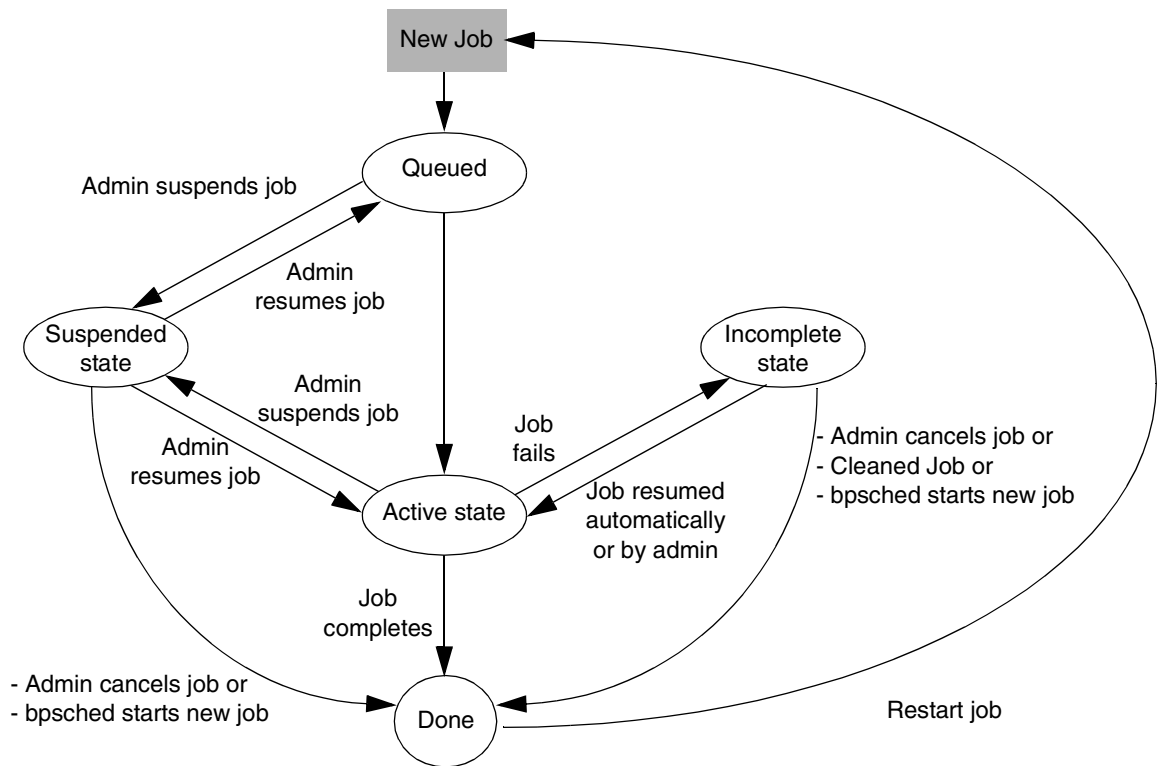 New Job
Queued
Admin suspends job
Admin
resumes job
Suspended
state
Incomplete
state
Admin
suspends job
Admin
resumes job
Job
fails
- Admin cancels job or
- Cleaned Job or
- bpsched starts new job
Active state
Job resumed
automatically
or by admin
Job
completes
- Admin cancels job or
- bpsched starts new job
Done
Restart job